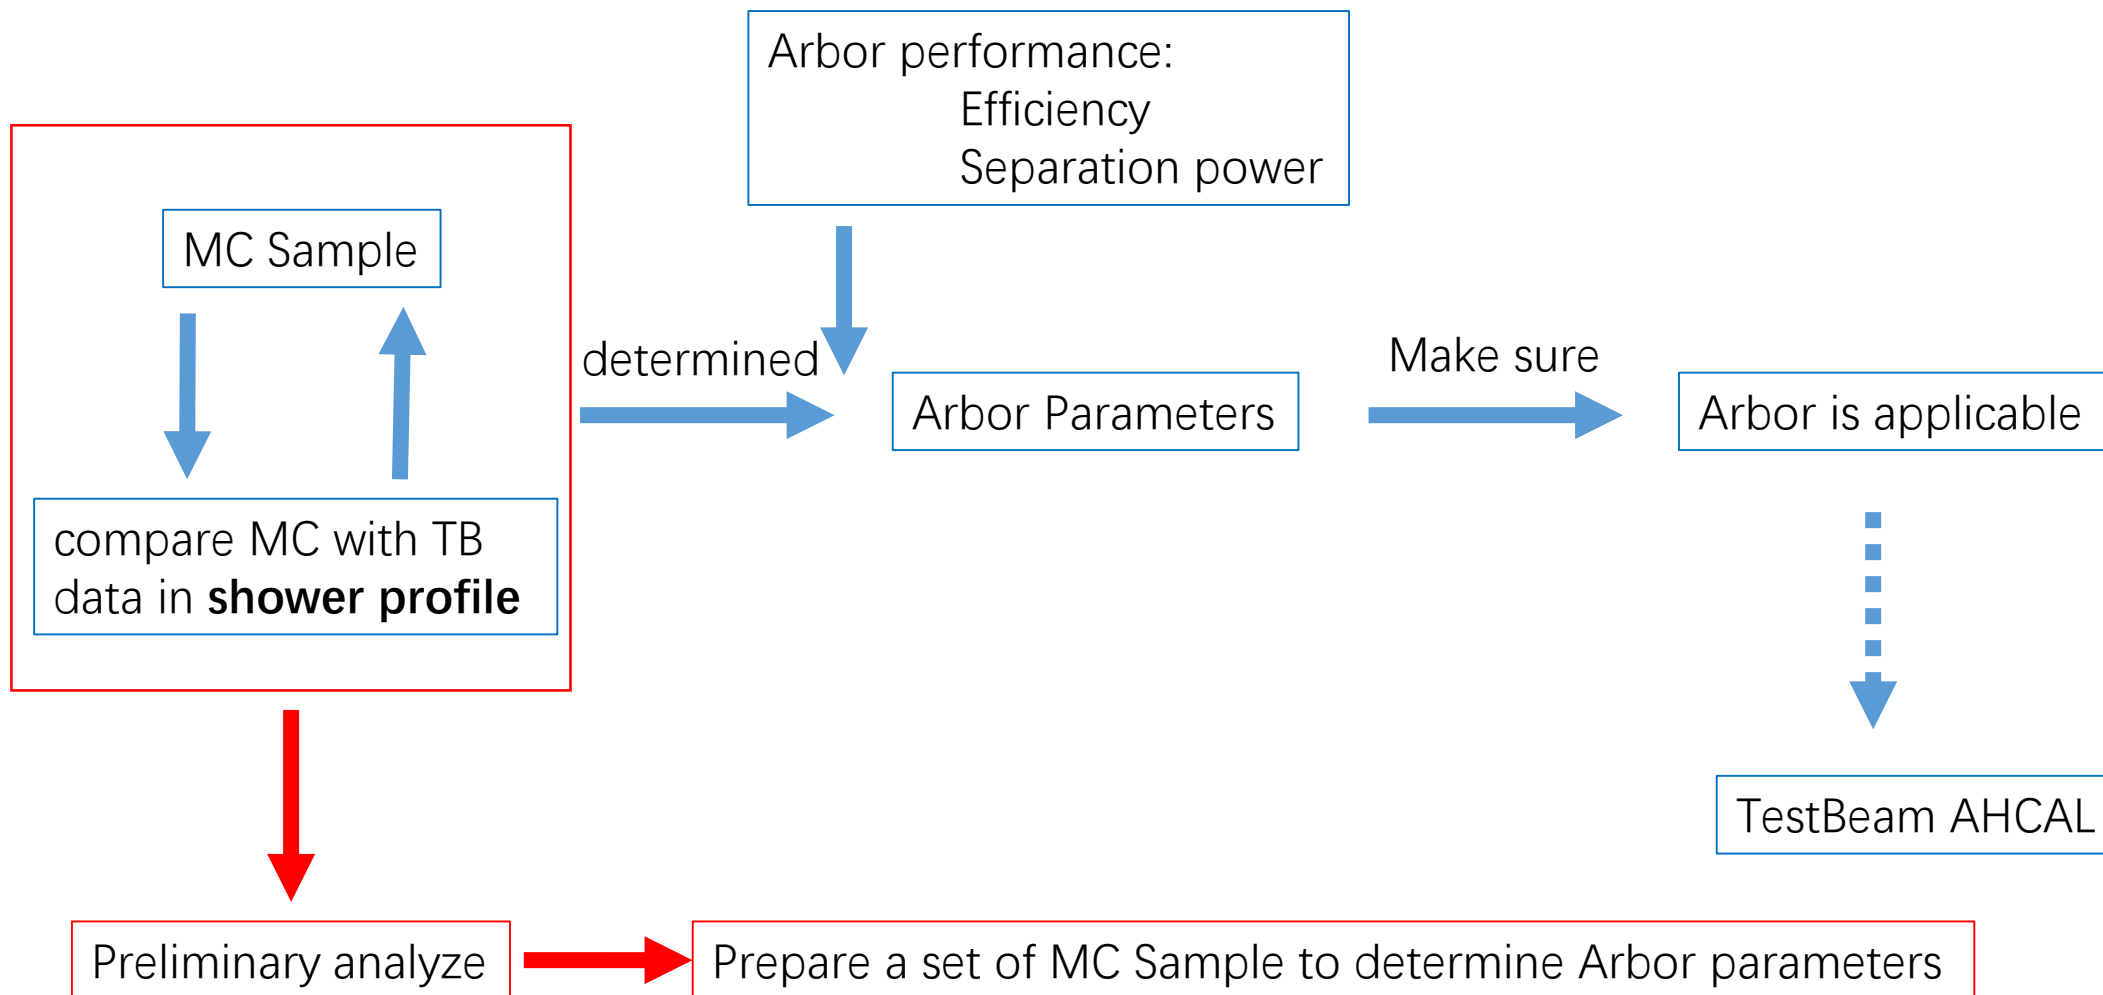 Arbor performance:
Efficiency
Separation power
MC Sample
determined
Make sure
Arbor Parameters
Arbor is applicable
compare MC with TB
data in shower profile
TestBeam AHCAL
Preliminary analyze
Prepare a set of MC Sample to determine Arbor parameters